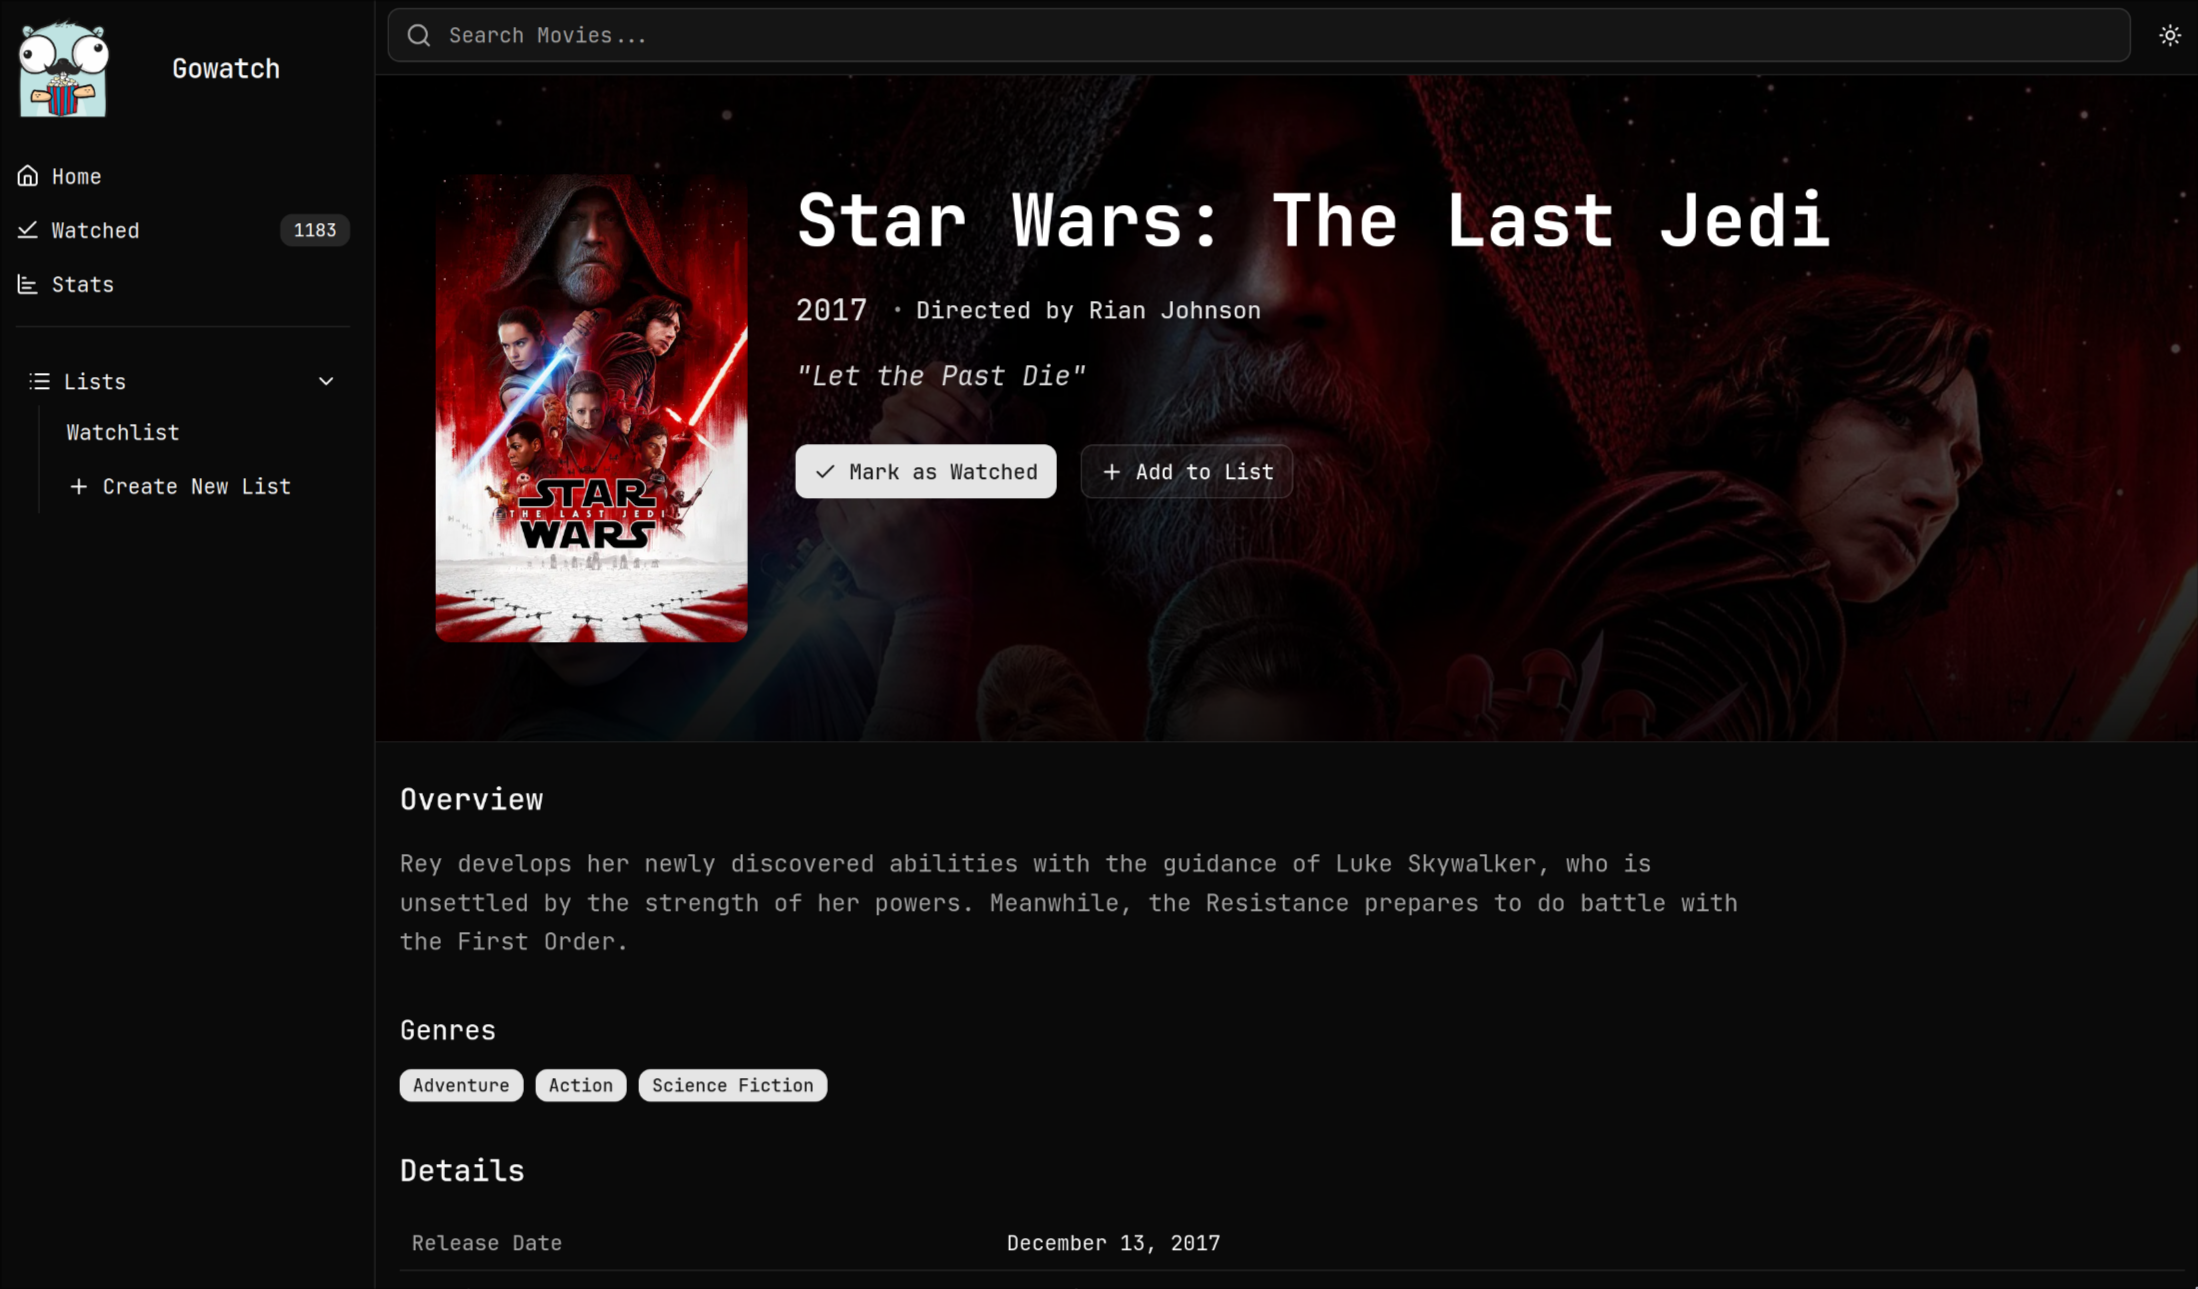 Gowatch
Home
Watched 1183
Stats
Lists
Watchlist
+ Create New List
Search Movies...
STAR
THE LAST JEDI
WARS
Star Wars: The Last Jedi
2017 • Directed by Rian Johnson
"Let the Past Die"
Mark as Watched
+ Add to List
Overview
Rey develops her newly discovered abilities with the guidance of Luke Skywalker, who is
unsettled by the strength of her powers. Meanwhile, the Resistance prepares to do battle with
the First Order.
Genres
Adventure Action Science Fiction
Details
Release Date December 13, 2017